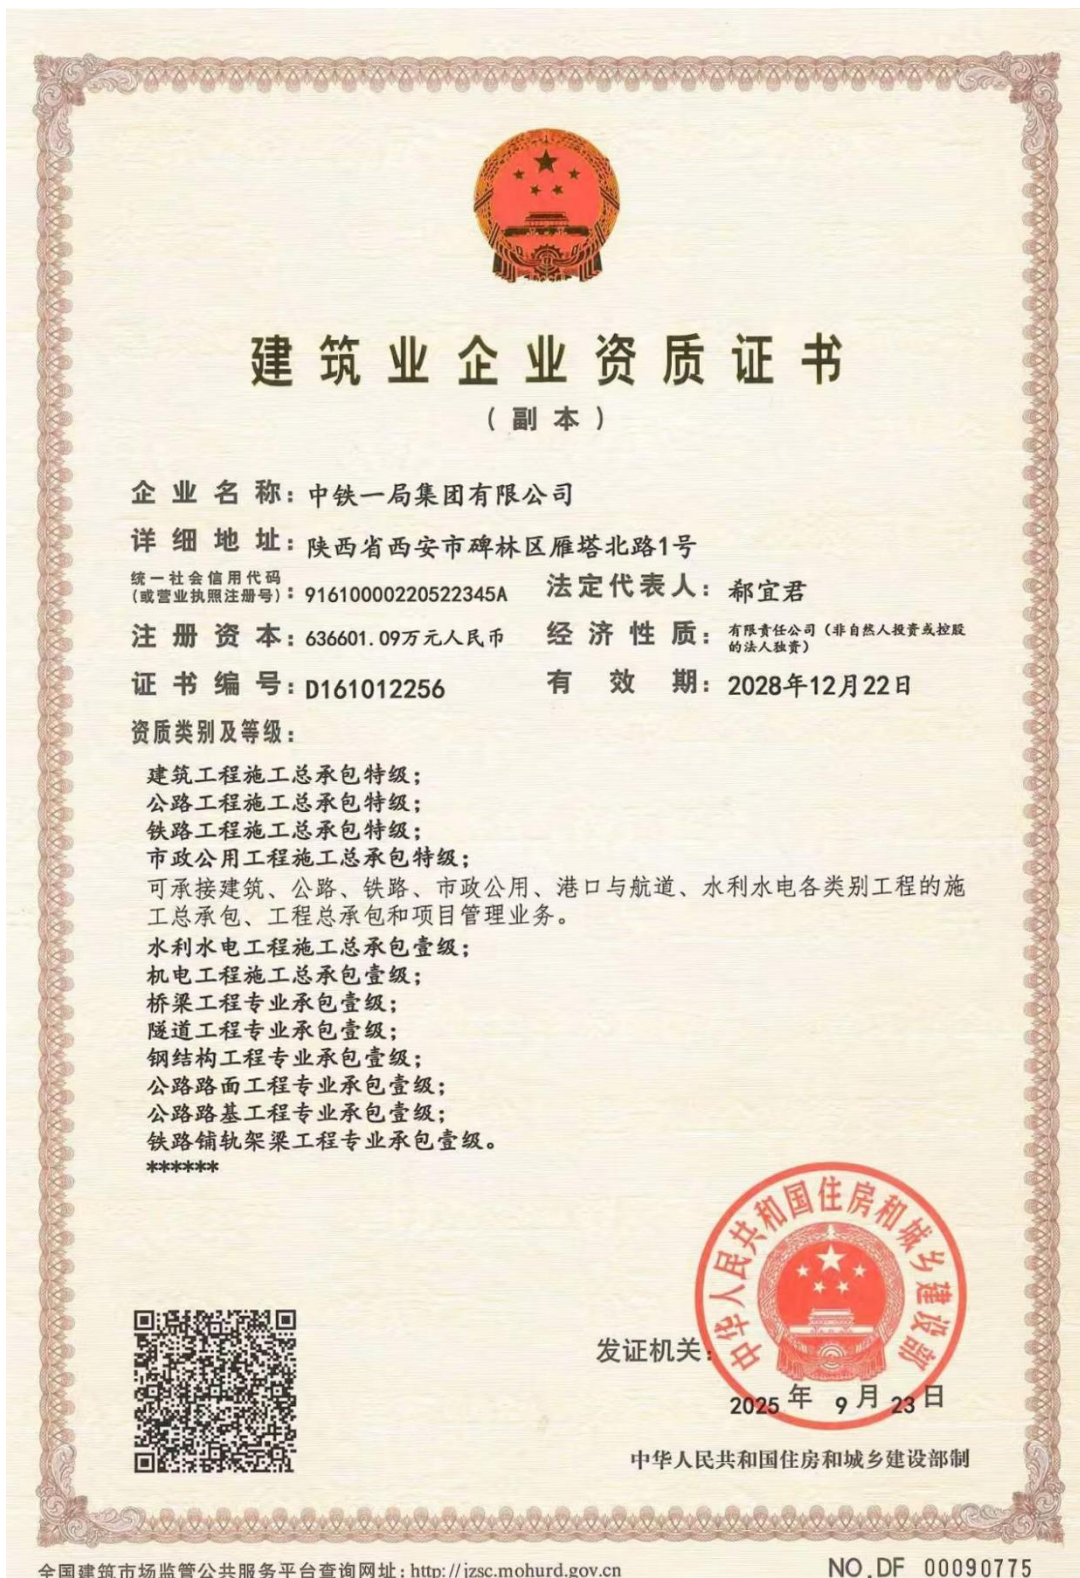 建筑业企业资质证书
（副本）
企业名称：中铁一局集团有限公司
详细地址：陕西省西安市碑林区雁塔北路1号
统一社会信用代码
(或营业执照注册号)：91610000220522345A 法定代表人：郗宜君
注册资本：636601.09万元人民币 经济性质：有限责任公司（非自然人投资或控股
的法人独资）
证书编号：D161012256 有效期：2028年12月22日
资质类别及等级：
建筑工程施工总承包特级；
公路工程施工总承包特级；
铁路工程施工总承包特级；
市政公用工程施工总承包特级；
可承接建筑、公路、铁路、市政公用、港口与航道、水利水电各类别工程的施
工总承包、工程总承包和项目管理业务。
水利水电工程施工总承包壹级；
机电工程施工总承包壹级；
桥梁工程专业承包壹级；
隧道工程专业承包壹级；
钢结构工程专业承包壹级；
公路路面工程专业承包壹级；
公路路基工程专业承包壹级；
铁路铺轨架梁工程专业承包壹级。
******
中华人民共和国住房和城乡建设部
发证机关：
2025年 9月 23日
中华人民共和国住房和城乡建设部制
全国建筑市场监管公共服务平台查询网址：http://jzsc.mohurd.gov.cn
NO.DF 00090775